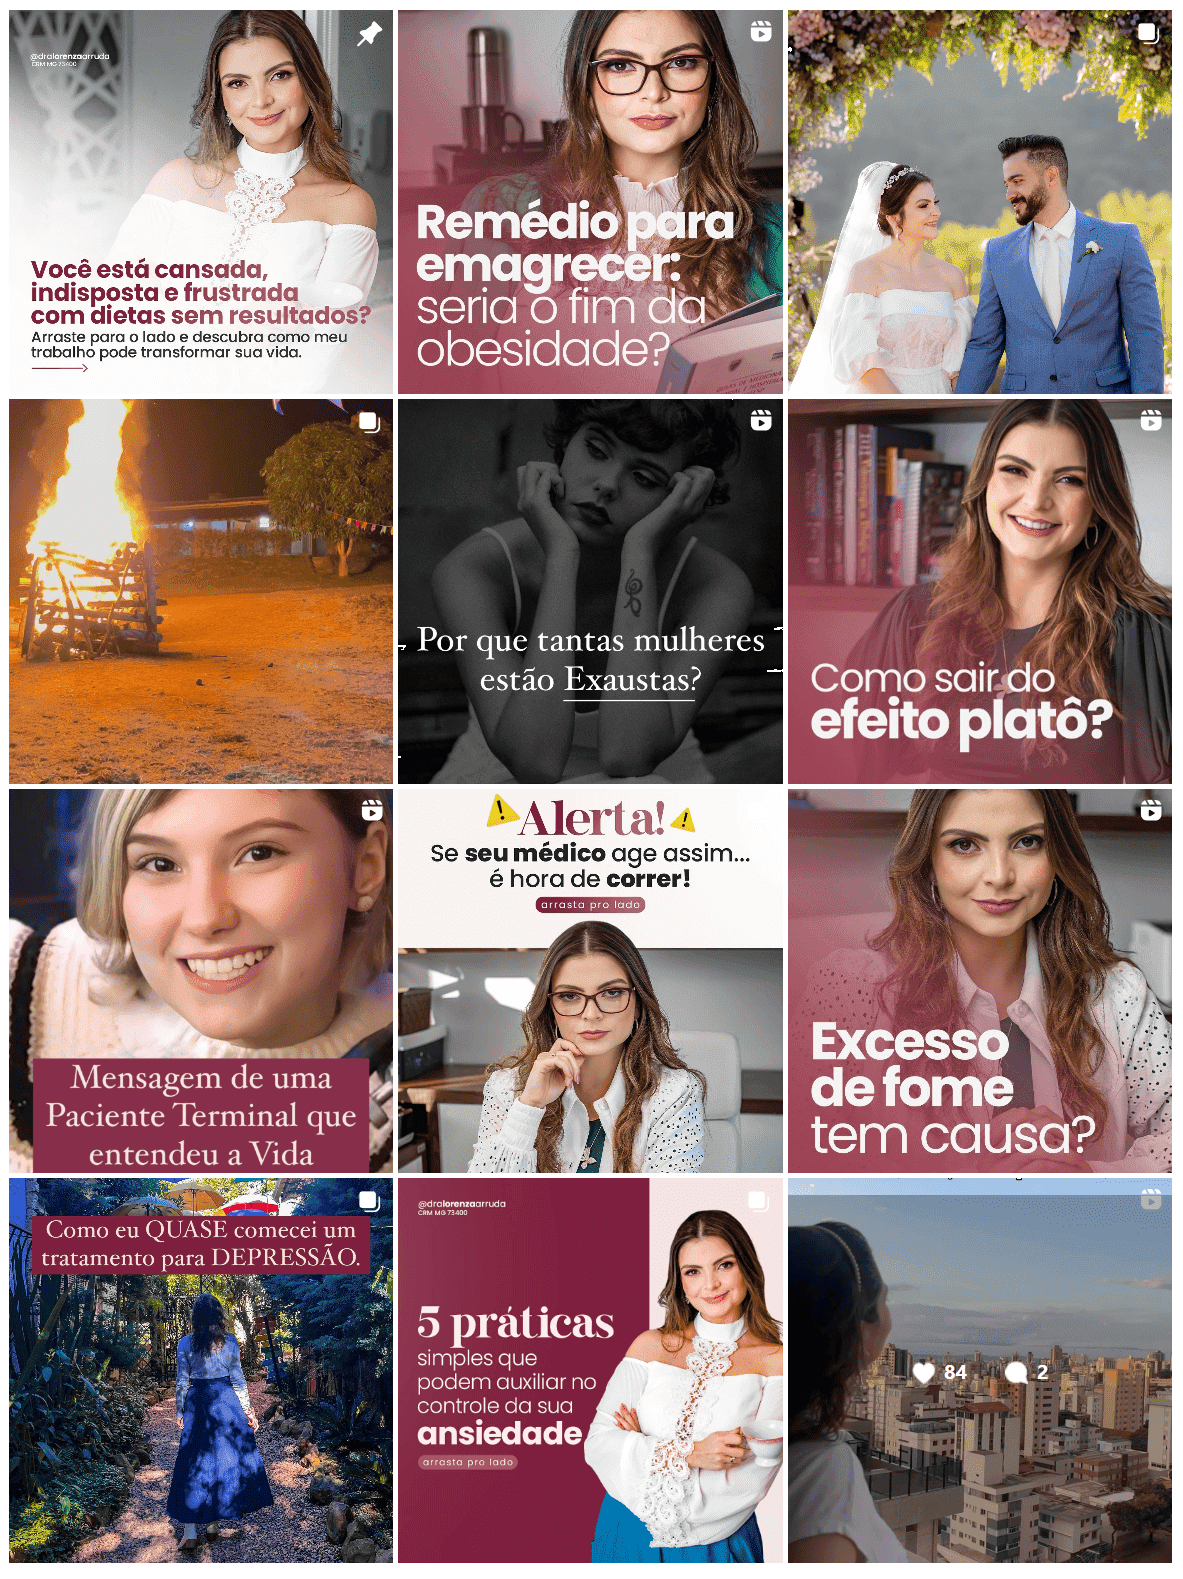 @dralorenzaarruda
CRM MG 73400
Você está cansada,
indisposta e frustrada
com dietas sem resultados?
Arraste para o lado e descubra como meu
trabalho pode transformar sua vida.
Remédio para
emagrecer:
seria o fim da
obesidade?
Por que tantas mulheres
estão Exaustas?
Como sair do
efeito platô?
Mensagem de uma
Paciente Terminal que
entendeu a Vida
Alerta!
Se seu médico age assim...
é hora de correr!
arrasta pro lado
Excesso
de fome
tem causa?
Como eu QUASE comecei um
tratamento para DEPRESSÃO.
@dralorenzaarruda
CRM MG 73400
5 práticas
simples que
podem auxiliar no
controle da sua
ansiedade
arrasta pro lado
84
2